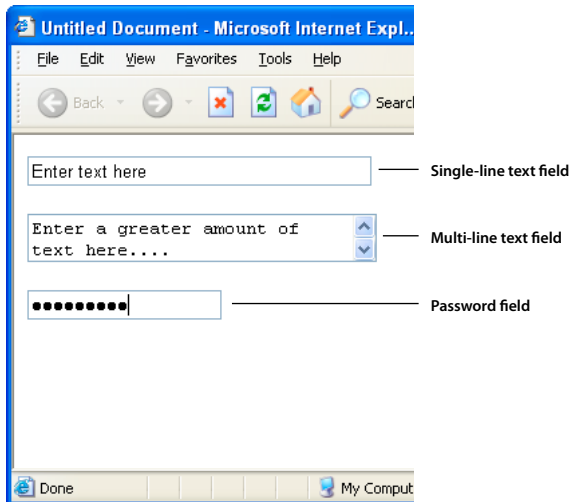 Untitled Document - Microsoft Internet Expl..
File Edit View Favorites Tools Help
Back Search
Enter text here
Single-line text field
Enter a greater amount of
text here....
Multi-line text field
●●●●●●●●●
Password field
Done My Comput